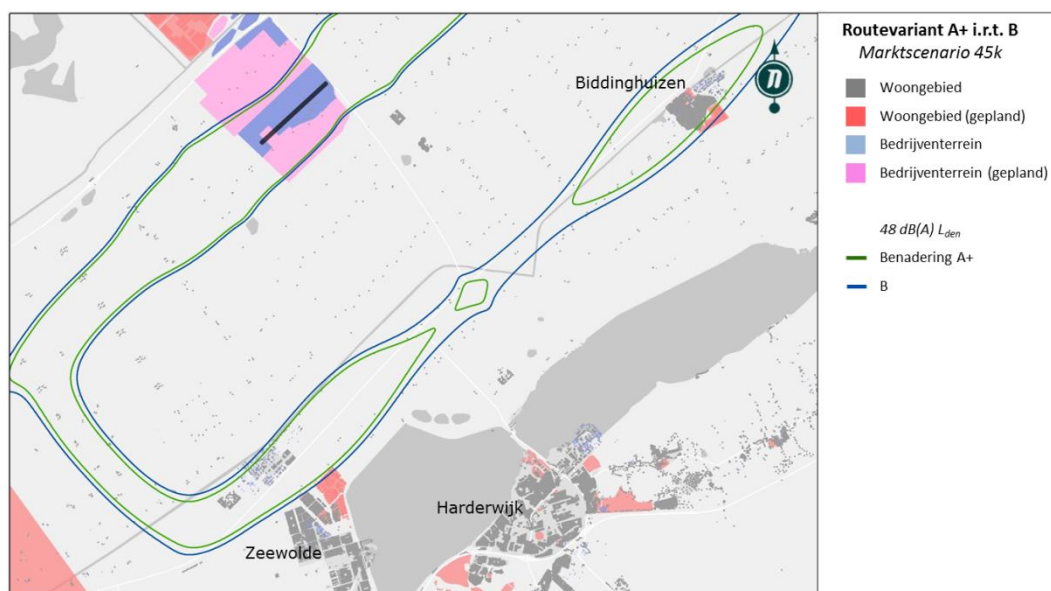 Routevariant A+ i.r.t. B
Marktscenario 45k
Woongebied
Woongebied (gepland)
Bedrijventerrein
Bedrijventerrein (gepland)
48 dB(A) Lden
Benadering A+
B
Biddinghuizen
n
Harderwijk
Zeewolde